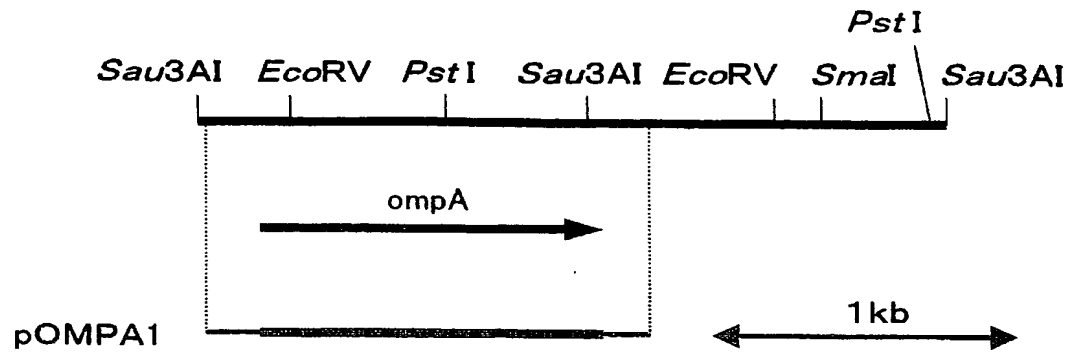 PstI
Sau3AI EcoRV PstI Sau3AI EcoRV SmaI Sau3AI
ompA
pOMPA1
1kb